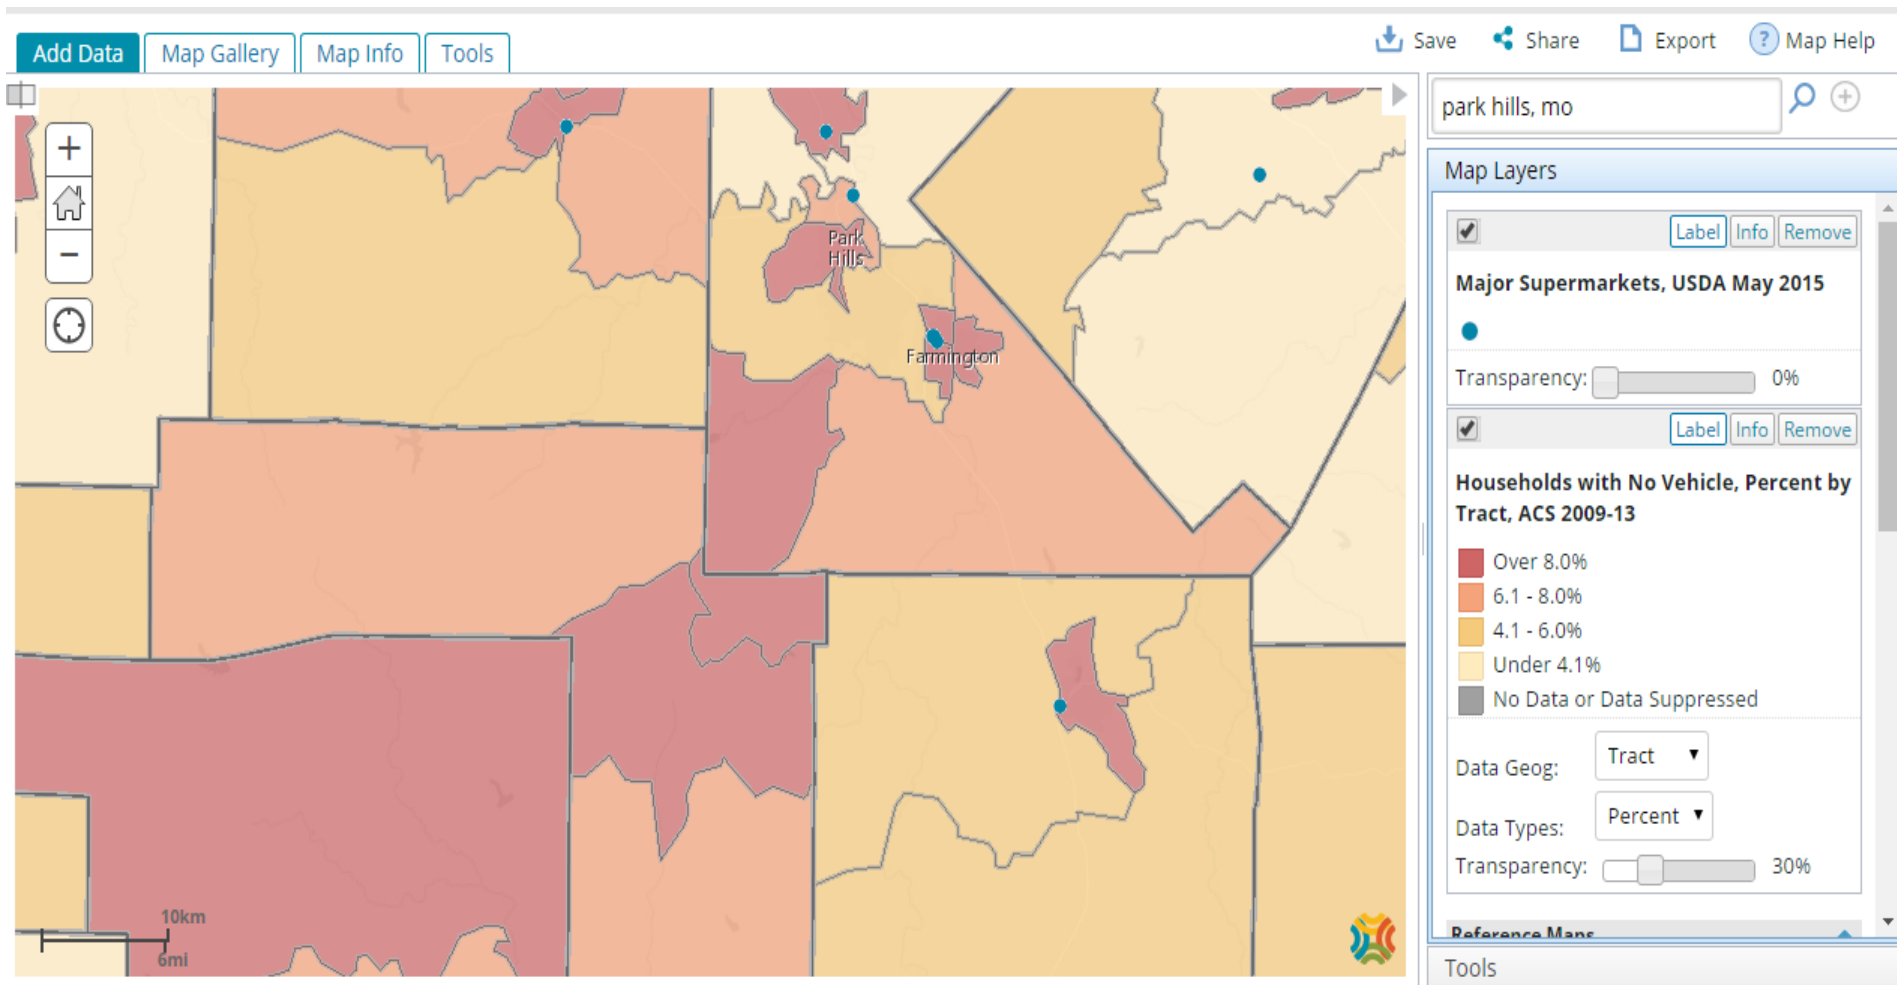 Add Data
Map Gallery
Map Info
Tools
Save
Share
Export
? Map Help
park hills, mo
Map Layers
Label Info Remove
Major Supermarkets, USDA May 2015
Transparency: 0%
Label Info Remove
Households with No Vehicle, Percent by
Tract, ACS 2009-13
Over 8.0%
6.1 - 8.0%
4.1 - 6.0%
Under 4.1%
No Data or Data Suppressed
Data Geog: Tract
Data Types: Percent
Transparency: 30%
Reference Maps
Tools
+
−
Park
Hills
Farmington
10km
6mi